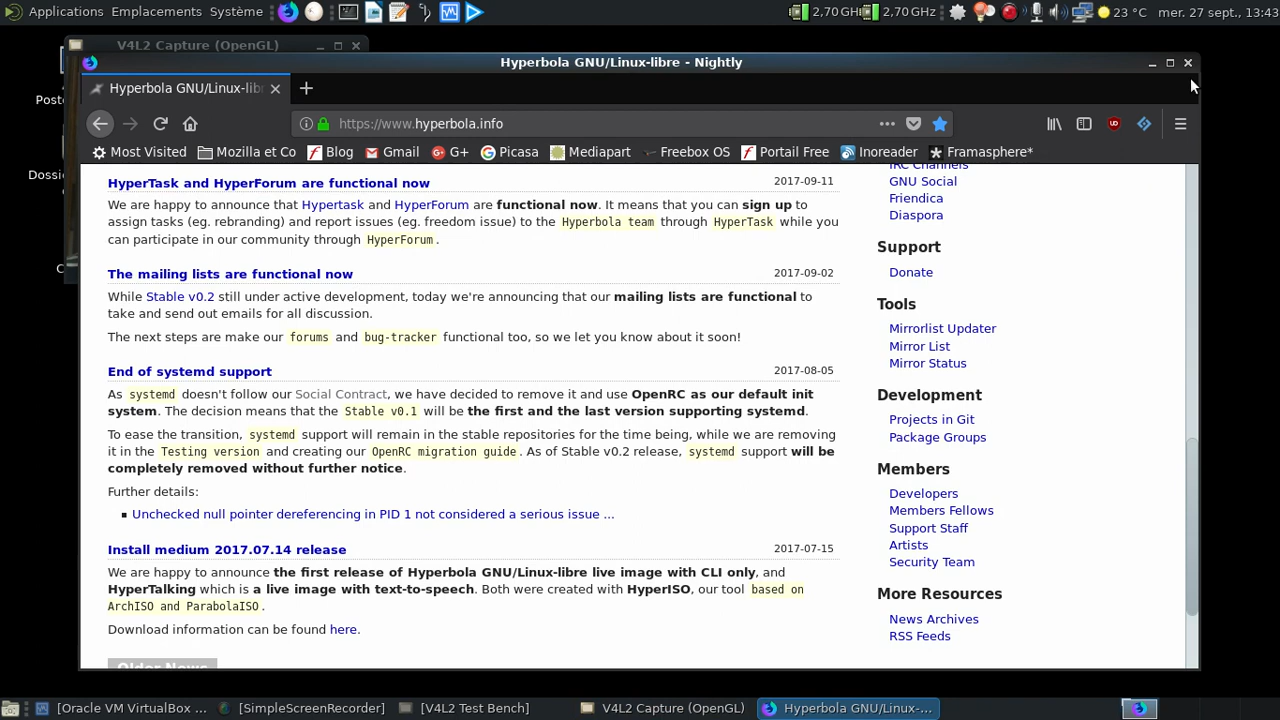 Applications Emplacements Système 2,70 GHz 2,70 GHz 23 °C mer. 27 sept., 13:43
V4L2 Capture (OpenGL)
Hyperbola GNU/Linux-libre - Nightly
Hyperbola GNU/Linux-lib
https://www.hyperbola.info
Most Visited Mozilla et Co Blog Gmail G+ Picasa Mediapart Freebox OS Portail Free Inoreader Framasphere*
HyperTask and HyperForum are functional now 2017-09-11
We are happy to announce that Hypertask and HyperForum are functional now. It means that you can sign up to
assign tasks (eg. rebranding) and report issues (eg. freedom issue) to the Hyperbola team through HyperTask while you
can participate in our community through HyperForum.
The mailing lists are functional now 2017-09-02
While Stable v0.2 still under active development, today we're announcing that our mailing lists are functional to
take and send out emails for all discussion.
The next steps are make our forums and bug-tracker functional too, so we let you know about it soon!
End of systemd support 2017-08-05
As systemd doesn't follow our Social Contract, we have decided to remove it and use OpenRC as our default init
system. The decision means that the Stable v0.1 will be the first and the last version supporting systemd.
To ease the transition, systemd support will remain in the stable repositories for the time being, while we are removing
it in the Testing version and creating our OpenRC migration guide. As of Stable v0.2 release, systemd support will be
completely removed without further notice.
Further details:
Unchecked null pointer dereferencing in PID 1 not considered a serious issue ...
Install medium 2017.07.14 release 2017-07-15
We are happy to announce the first release of Hyperbola GNU/Linux-libre live image with CLI only, and
HyperTalking which is a live image with text-to-speech. Both were created with HyperISO, our tool based on
ArchISO and ParabolaISO.
Download information can be found here.
Older News
IRC Channels
GNU Social
Friendica
Diaspora
Support
Donate
Tools
Mirrorlist Updater
Mirror List
Mirror Status
Development
Projects in Git
Package Groups
Members
Developers
Members Fellows
Support Staff
Artists
Security Team
More Resources
News Archives
RSS Feeds
Poste
Dossi
[Oracle VM VirtualBox ... [SimpleScreenRecorder] [V4L2 Test Bench] V4L2 Capture (OpenGL) Hyperbola GNU/Linux-...